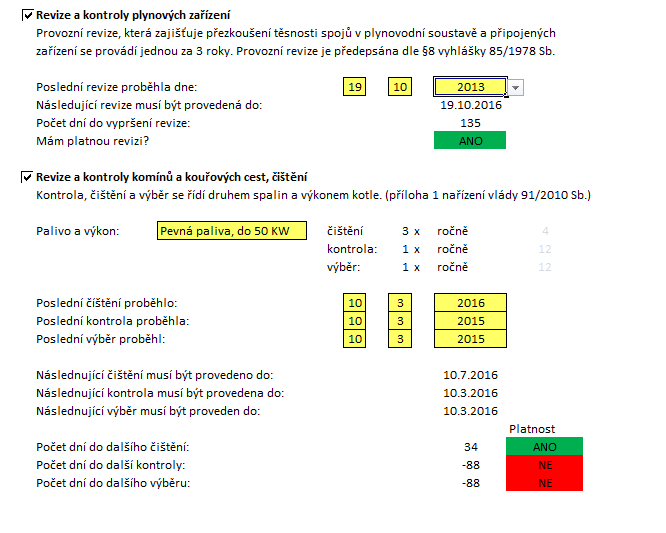 Revize a kontroly plynových zařízení
Provozní revize, která zajišťuje přezkoušení těsnosti spojů v plynovodní soustavě a připojených
zařízení se provádí jednou za 3 roky. Provozní revize je předepsána dle §8 vyhlášky 85/1978 Sb.
Poslední revize proběhla dne: 19 10 2013
Následující revize musí být provedená do: 19.10.2016
Počet dní do vypršení revize: 135
Mám platnou revizi? ANO
Revize a kontroly komínů a kouřových cest, čištění
Kontrola, čištění a výběr se řídí druhem spalin a výkonem kotle. (příloha 1 nařízení vlády 91/2010 Sb.)
Palivo a výkon: Pevná paliva, do 50 KW čištění 3 x ročně 4
kontrola: 1 x ročně 12
výběr: 1 x ročně 12
Poslední číštění proběhlo: 10 3 2016
Poslední kontrola proběhla: 10 3 2015
Poslední výběr proběhl: 10 3 2015
Následnující čištění musí být provedeno do: 10.7.2016
Následnující kontrola musí být provedena do: 10.3.2016
Následnující výběr musí být proveden do: 10.3.2016
Platnost
Počet dní do dalšího čištění: 34 ANO
Počet dní do další kontroly: -88 NE
Počet dní do dalšího výběru: -88 NE